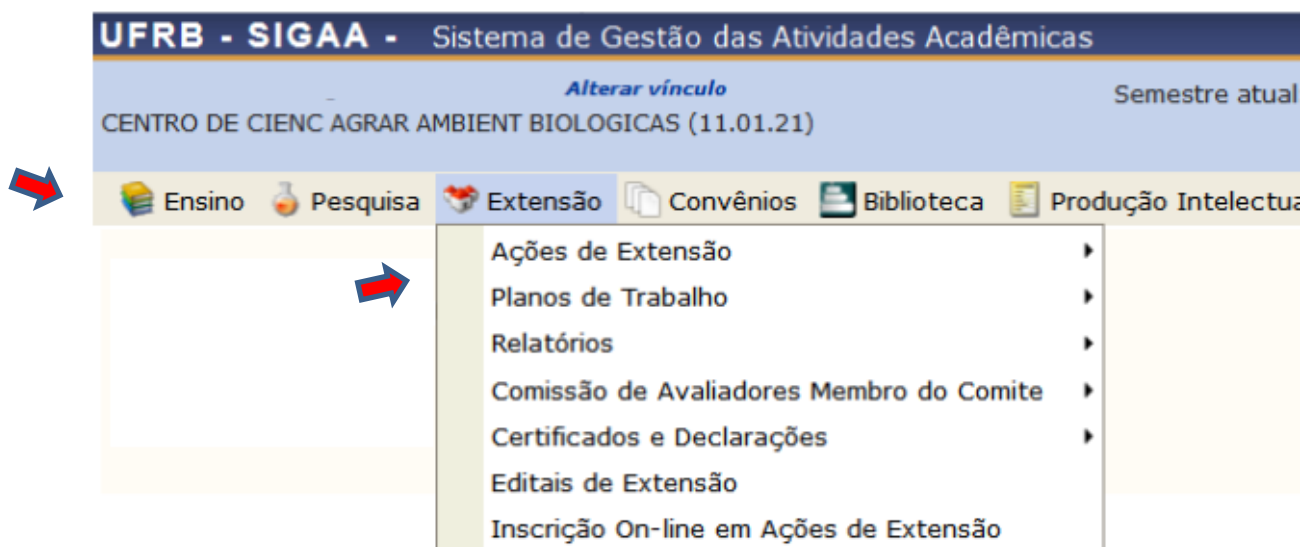 UFRB - SIGAA - Sistema de Gestão das Atividades Acadêmicas
Alterar vínculo
Semestre atual
CENTRO DE CIENC AGRAR AMBIENT BIOLOGICAS (11.01.21)
Ensino Pesquisa Extensão Convênios Biblioteca Produção Intelectua
Ações de Extensão
Planos de Trabalho
Relatórios
Comissão de Avaliadores Membro do Comite
Certificados e Declarações
Editais de Extensão
Inscrição On-line em Ações de Extensão